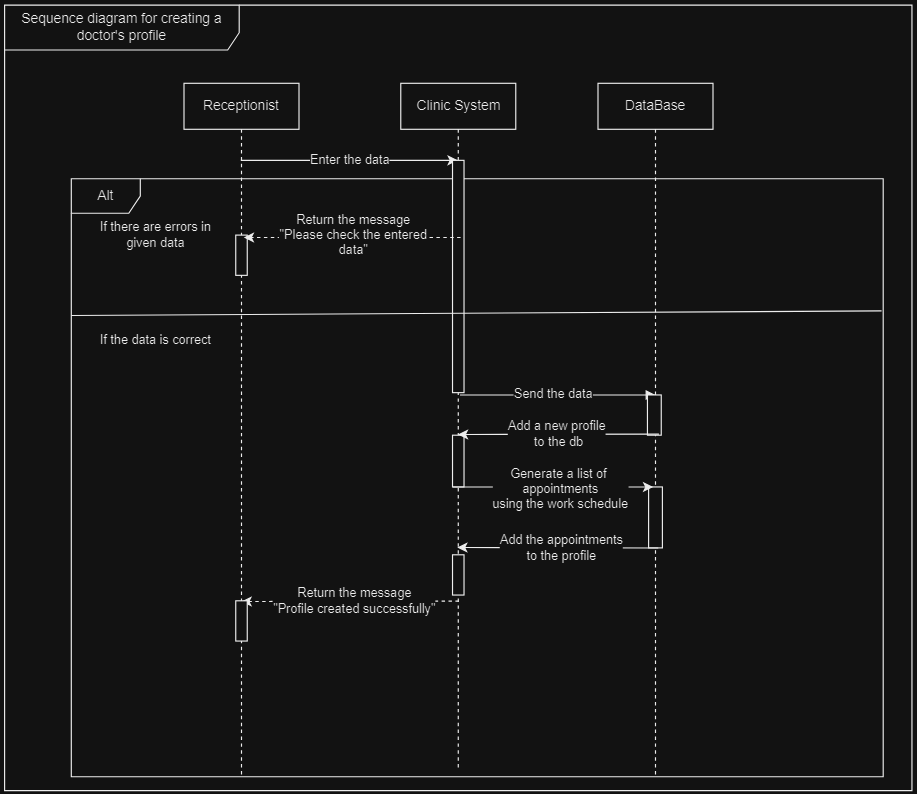 Sequence diagram for creating a
doctor's profile
Receptionist
Clinic System
DataBase
Enter the data
Alt
If there are errors in
given data
Return the message
"Please check the entered
data"
If the data is correct
Send the data
Add a new profile
to the db
Generate a list of
appointments
using the work schedule
Add the appointments
to the profile
Return the message
"Profile created successfully"